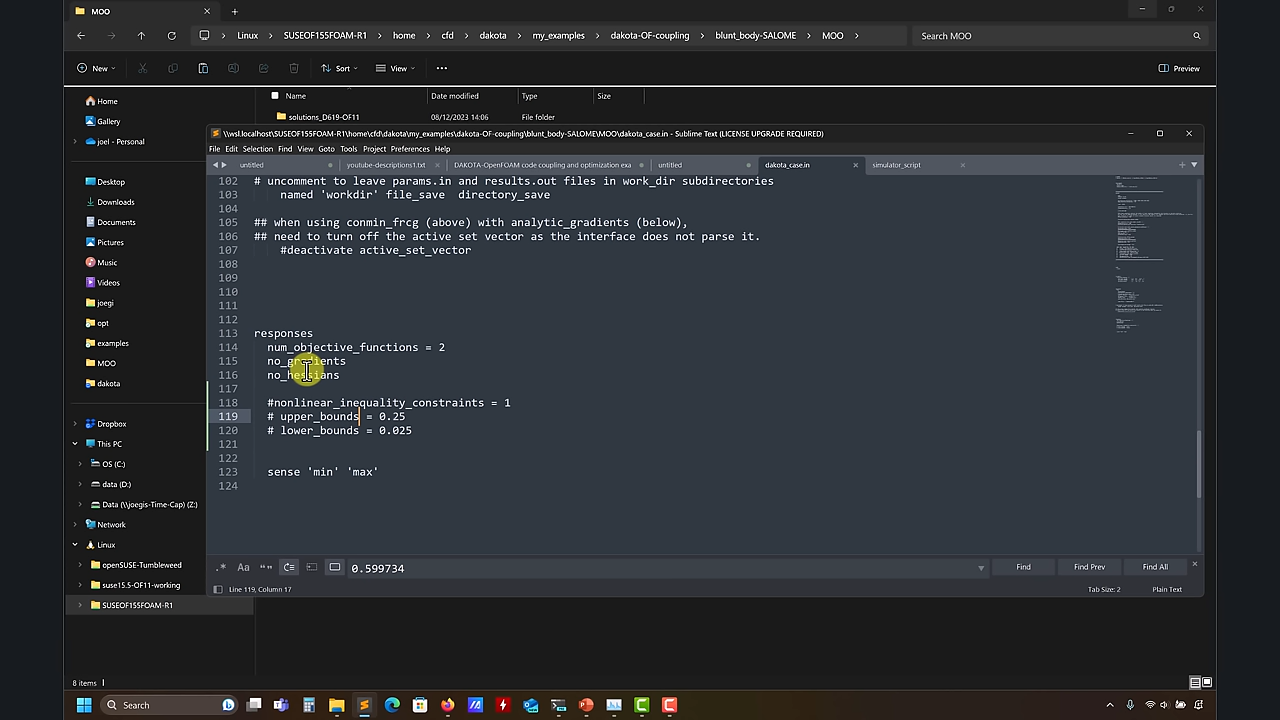 MOO
Linux
SUSEOF155FOAM-R1
home
cfd
dakota
my_examples
dakota-OF-coupling
blunt_body-SALOME
MOO
Search MOO
New
Sort
View
Preview
Home
Gallery
joel - Personal
Desktop
Downloads
Documents
Pictures
Music
Videos
joegi
opt
examples
MOO
dakota
Dropbox
This PC
OS (C:)
data (D:)
Data (\\joegis-Time-Cap) (Z:)
Network
Linux
openSUSE-Tumbleweed
suse15.5-OF11-working
SUSEOF155FOAM-R1
Name
Date modified
Type
Size
solutions_D619-OF11
08/12/2023 14:06
File folder
\\wsl.localhost\SUSEOF155FOAM-R1\home\cfd\dakota\my_examples\dakota-OF-coupling\blunt_body-SALOME\MOO\dakota_case.in - Sublime Text (LICENSE UPGRADE REQUIRED)
File Edit Selection Find View Goto Tools Project Preferences Help
untitled
youtube-descriptions1.txt
DAKOTA-OpenFOAM code coupling and optimization exa
untitled
dakota_case.in
simulator_script
102 # uncomment to leave params.in and results.out files in work_dir subdirectories
103 named 'workdir' file_save directory_save
104
105 ## when using conmin_frcg (above) with analytic_gradients (below),
106 ## need to turn off the active set vector as the interface does not parse it.
107 #deactivate active_set_vector
108
109
110
111
112
113 responses
114 num_objective_functions = 2
115 no_gradients
116 no_hessians
117
118 #nonlinear_inequality_constraints = 1
119 # upper_bounds = 0.25
120 # lower_bounds = 0.025
121
122
123 sense 'min' 'max'
124
.* Aa “”
0.599734
Find
Find Prev
Find All
Line 119, Column 17
Tab Size: 2
Plain Text
8 items
Search